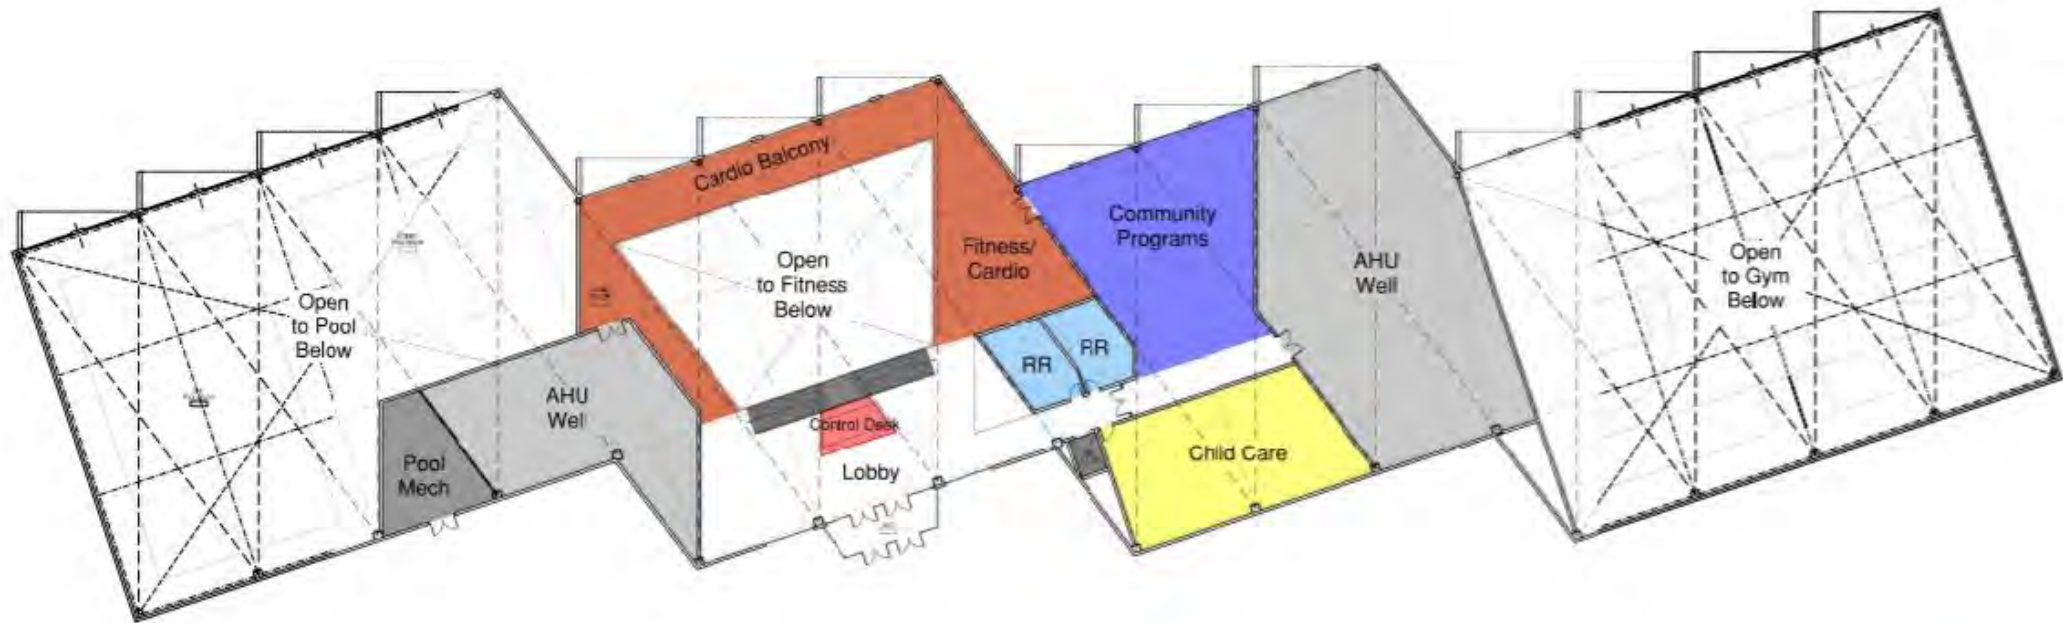 Open
to Pool
Below
Pool
Mech
AHU
Well
Cardio Balcony
Open
to Fitness
Below
Fitness/
Cardio
Control Desk
Lobby
RR
RR
Community
Programs
Child Care
AHU
Well
Open
to Gym
Below